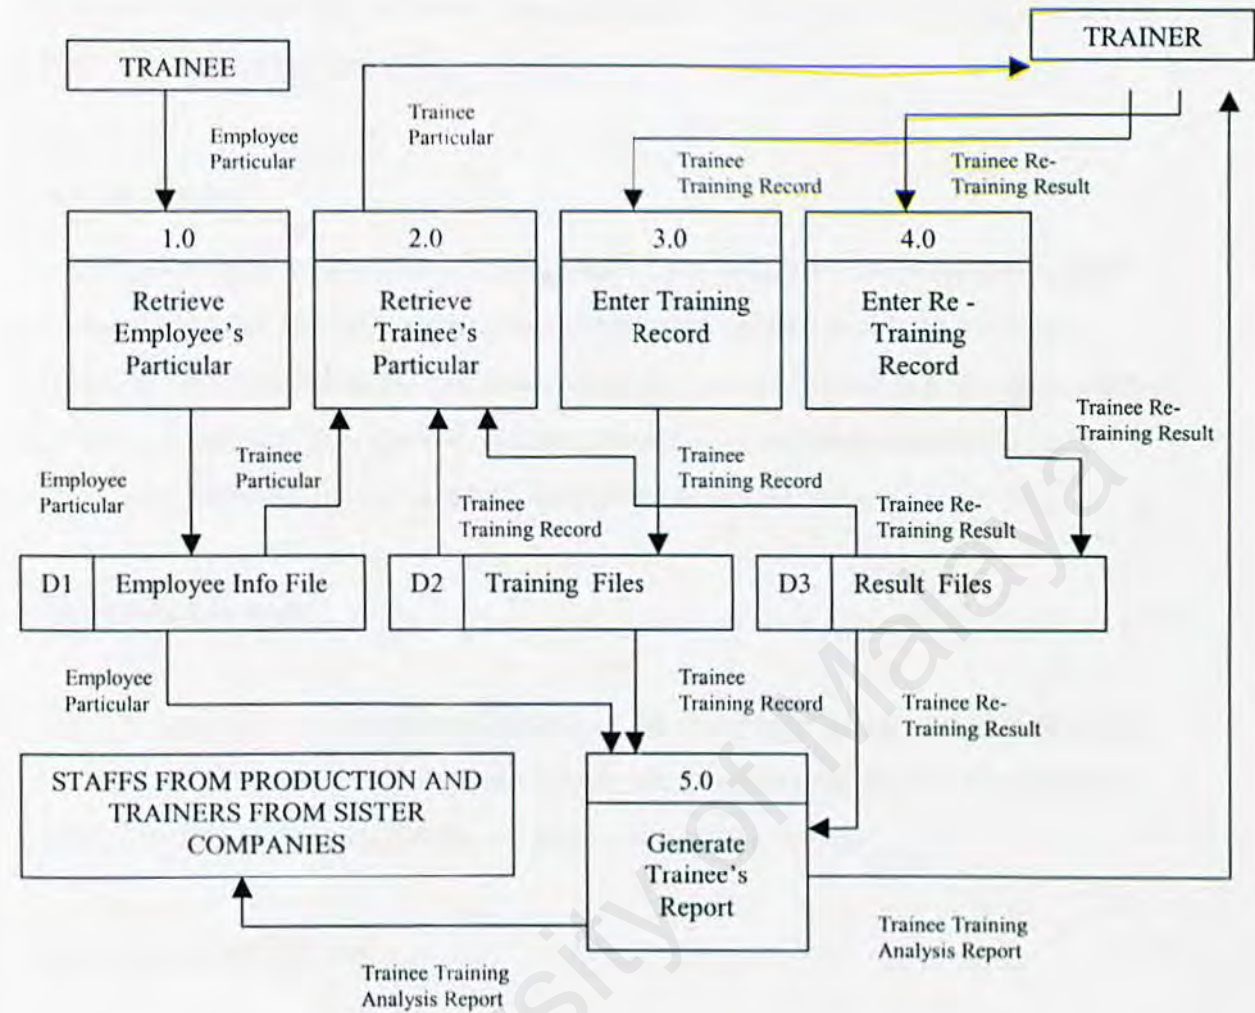 TRAINER
TRAINEE
Trainee
Particular
Employee
Particular
Trainee
Training Record
Trainee Re-
Training Result
1.0
2.0
3.0
4.0
Retrieve
Employee's
Particular
Retrieve
Trainee's
Particular
Enter Training
Record
Enter Re -
Training
Record
Trainee Re-
Training Result
Employee
Particular
Trainee
Particular
Trainee
Training Record
Trainee
Training Record
Trainee Re-
Training Result
D1
Employee Info File
D2
Training Files
D3
Result Files
Employee
Particular
Trainee
Training Record
Trainee Re-
Training Result
STAFFS FROM PRODUCTION AND
TRAINERS FROM SISTER
COMPANIES
5.0
Generate
Trainee's
Report
Trainee Training
Analysis Report
Trainee Training
Analysis Report
sity of Malaya